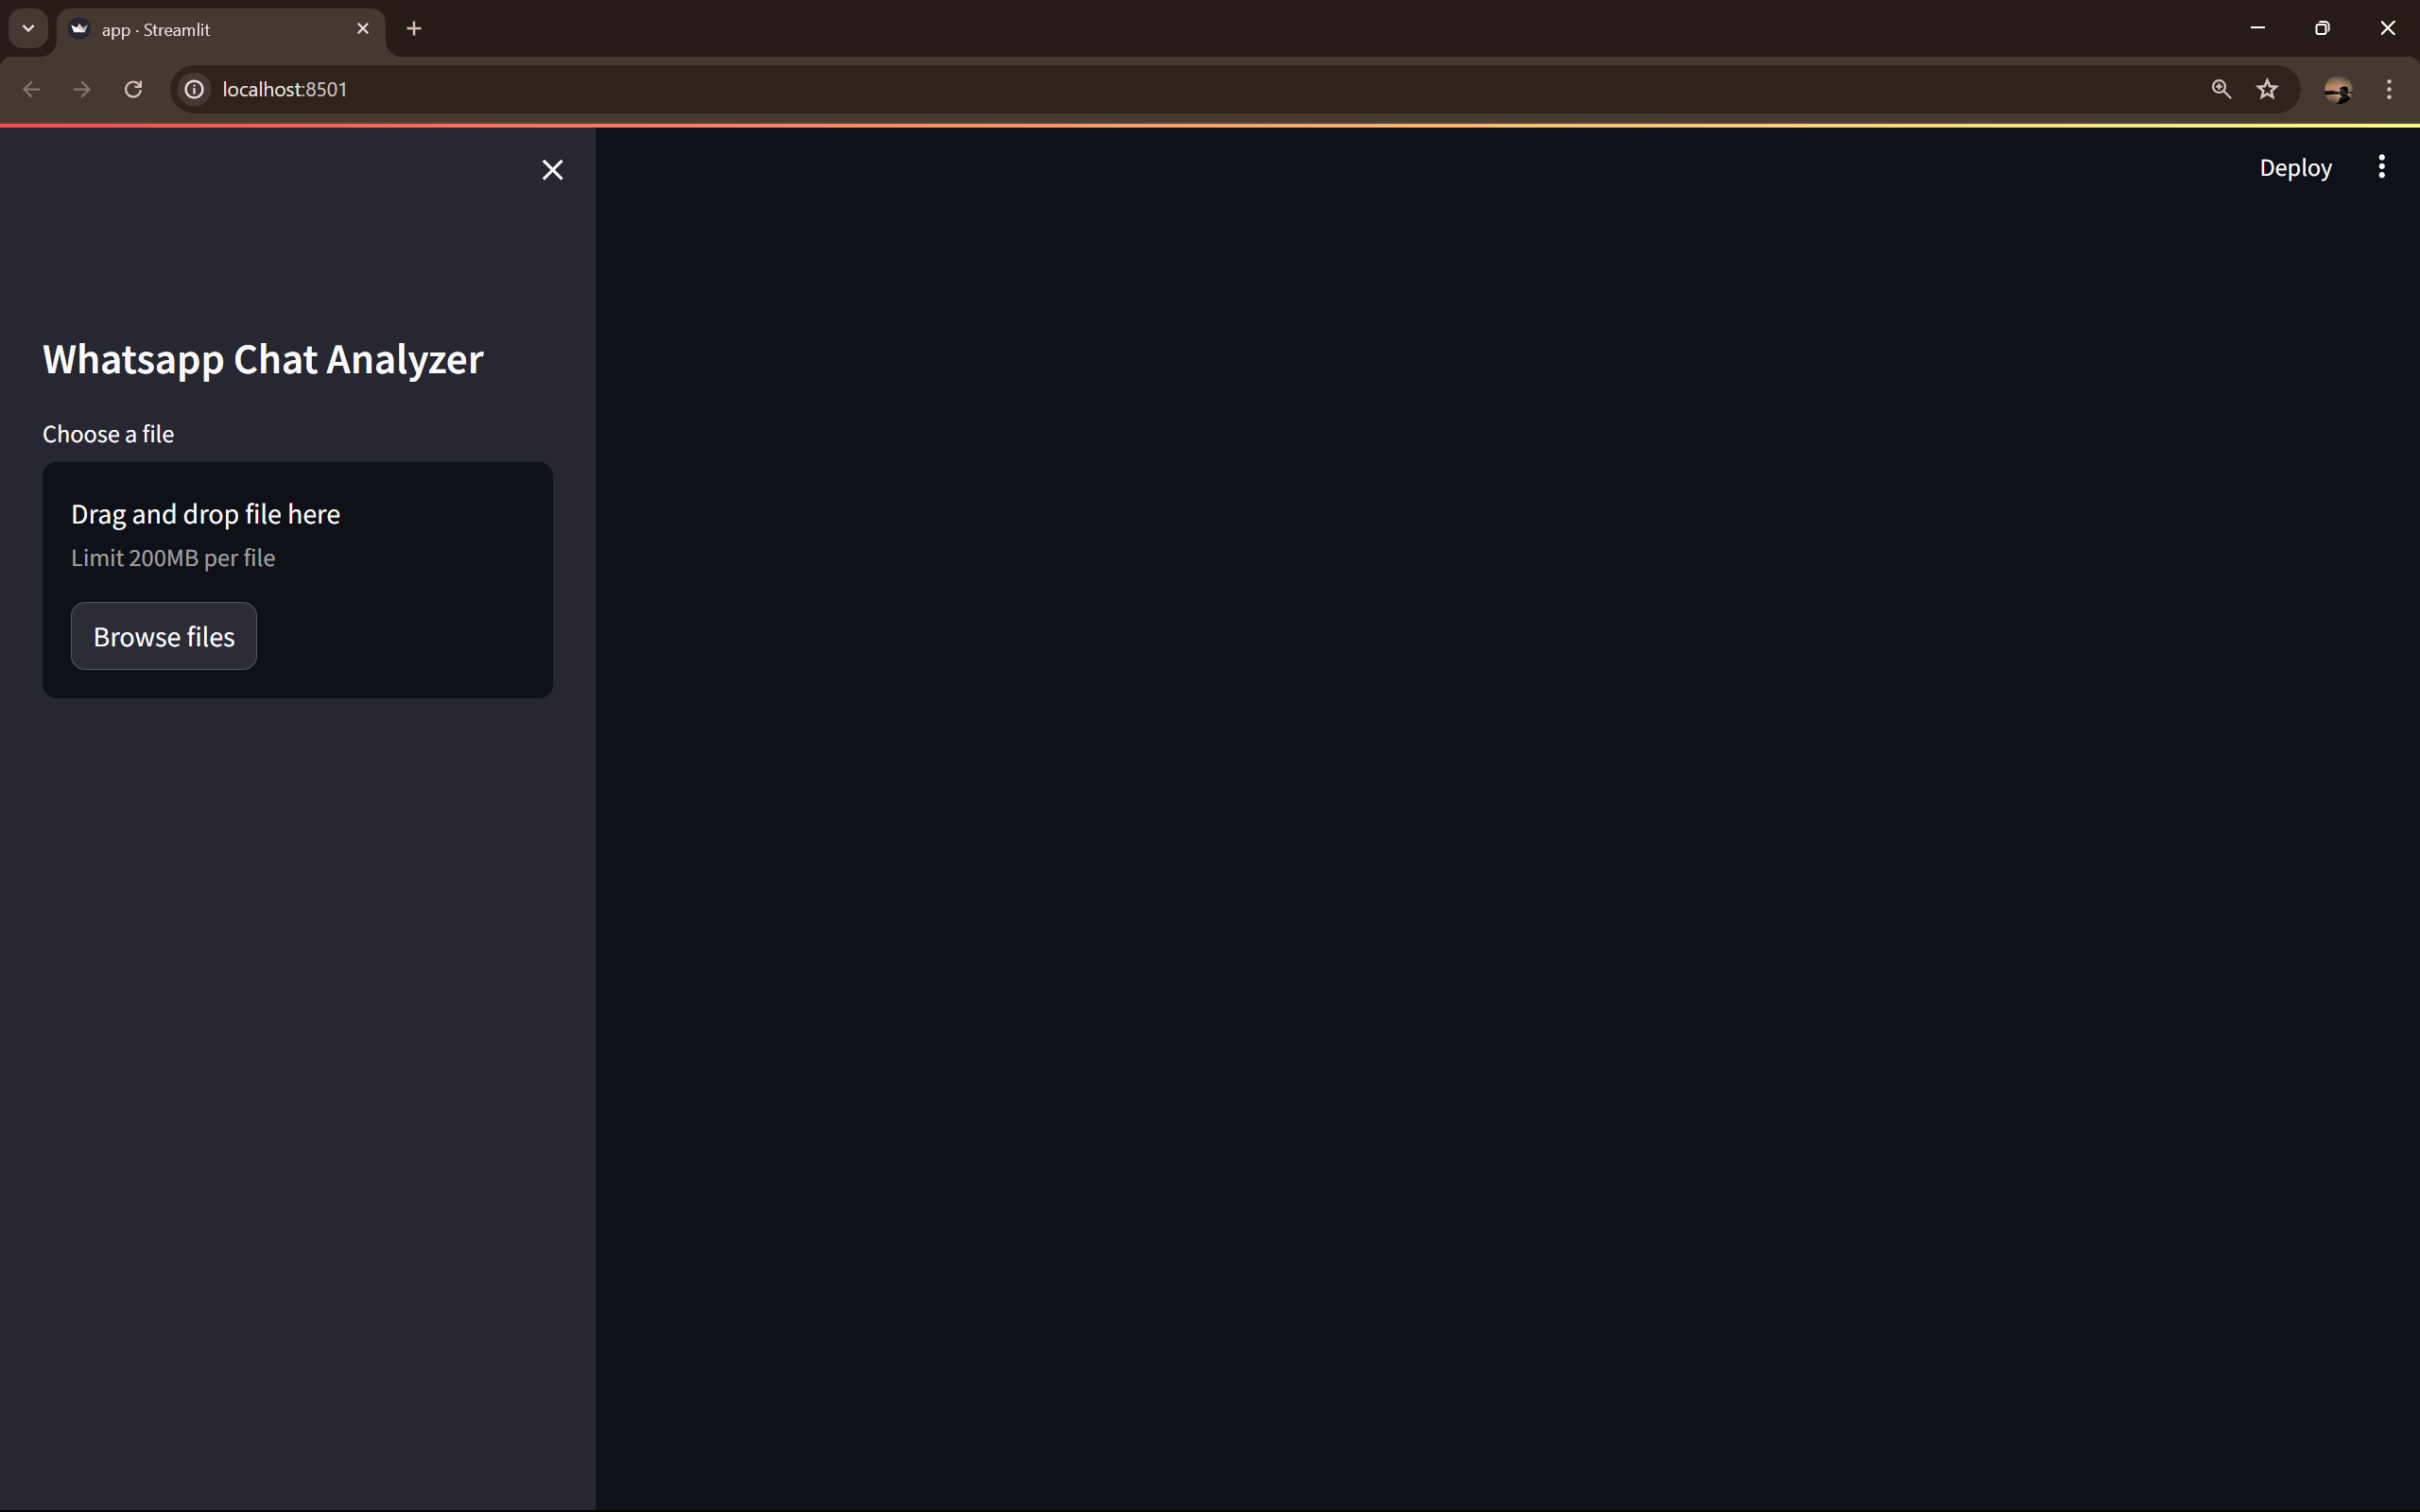 app · Streamlit
localhost:8501
Deploy
Whatsapp Chat Analyzer
Choose a file
Drag and drop file here
Limit 200MB per file
Browse files